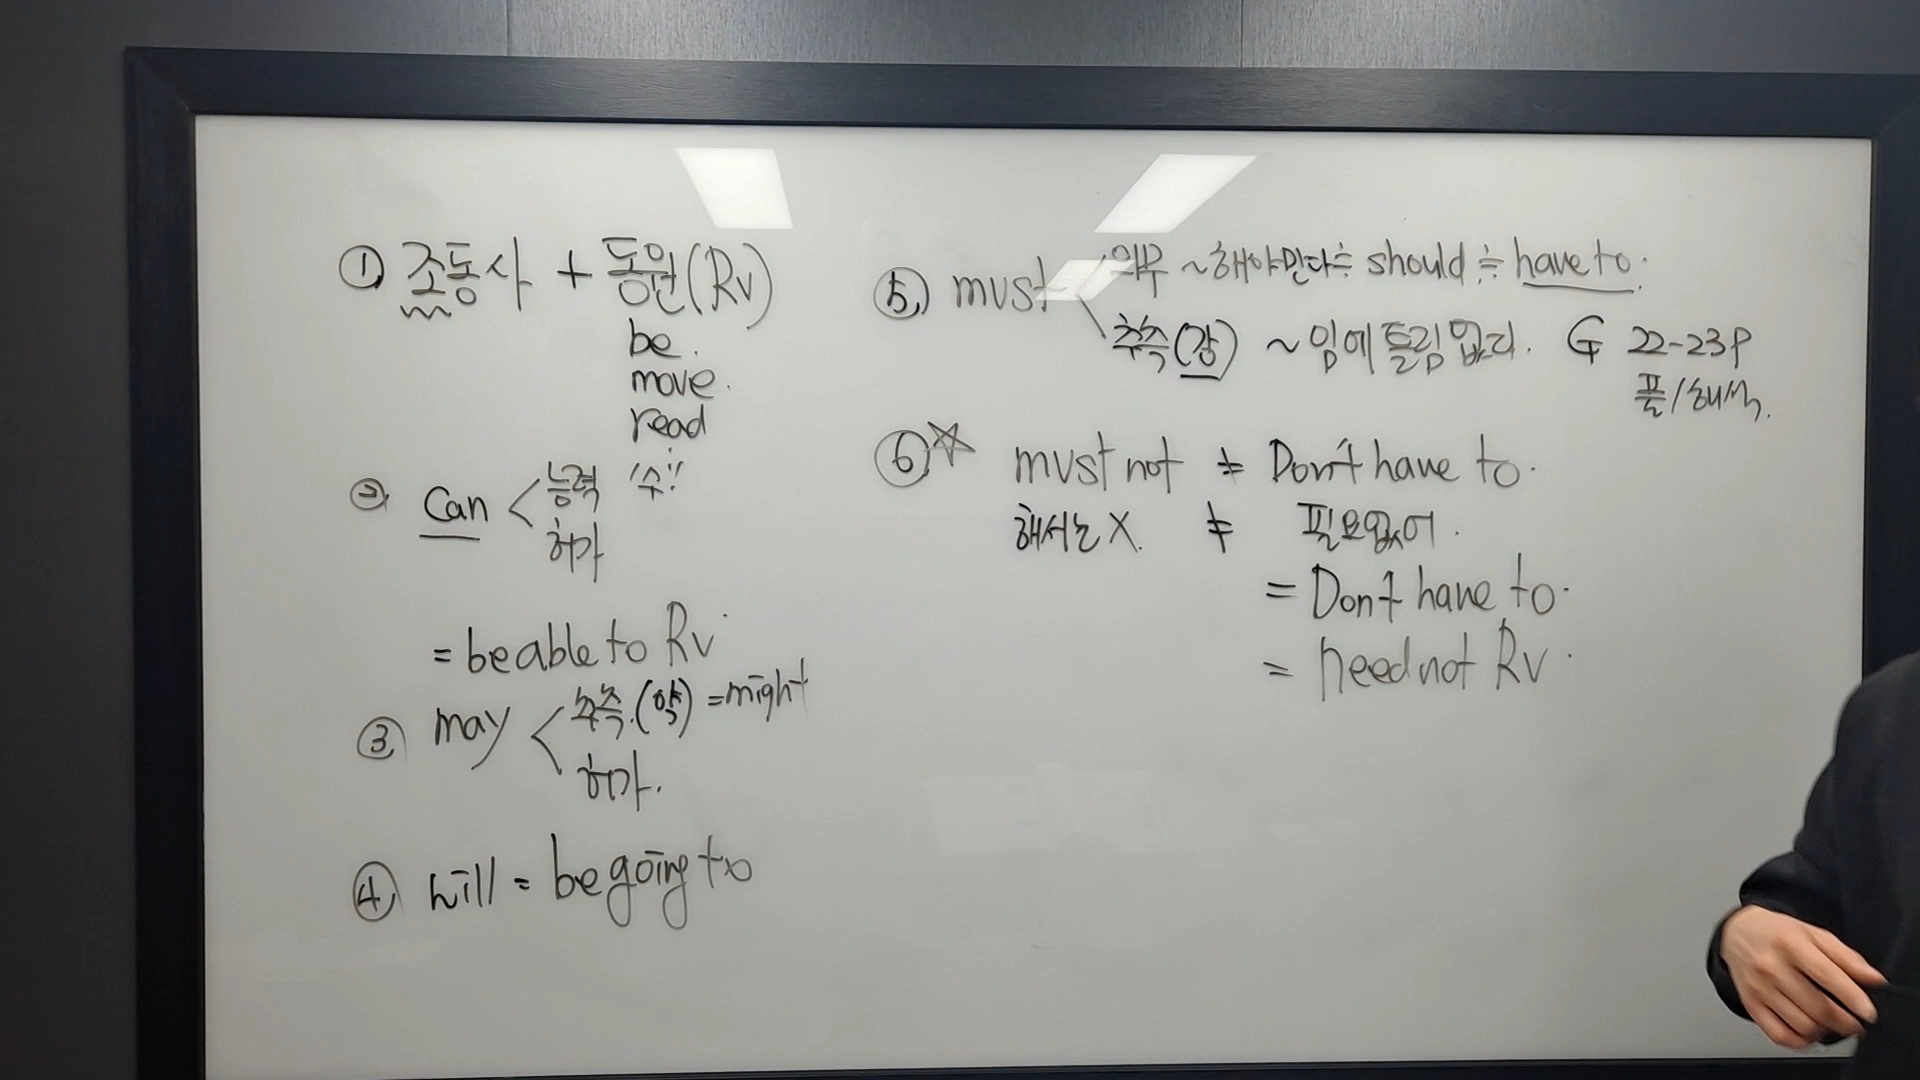 ① 조동사 + 동원(Rv)
be.
move.
read
② Can < 능력 '수!'
허가
= be able to Rv.
③ may < 추측.(약) = might
허가.
④ will = be going to
⑤ must < 의무 ~해야만다≒ should ≒ have to.
추측(강) ~임에 틀림 없다. G 22-23P
풀/해석.
⑥☆ must not ≠ Don't have to.
해서는 X. ≠ 필요없어.
= Don't have to.
= need not Rv.